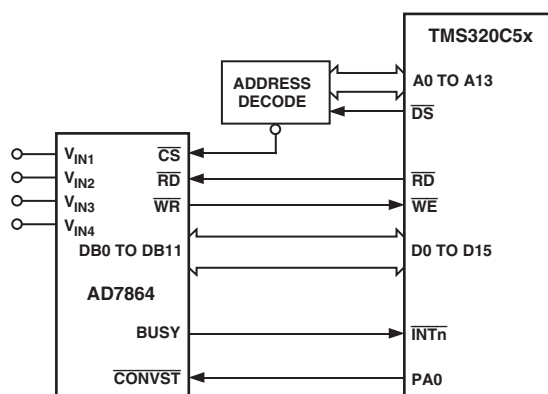 TMS320C5x
ADDRESS
DECODE
A0 TO A13
DS
VIN1
CS
VIN2
RD
RD
VIN3
WR
WE
VIN4
DB0 TO DB11
D0 TO D15
AD7864
BUSY
INTn
CONVST
PA0